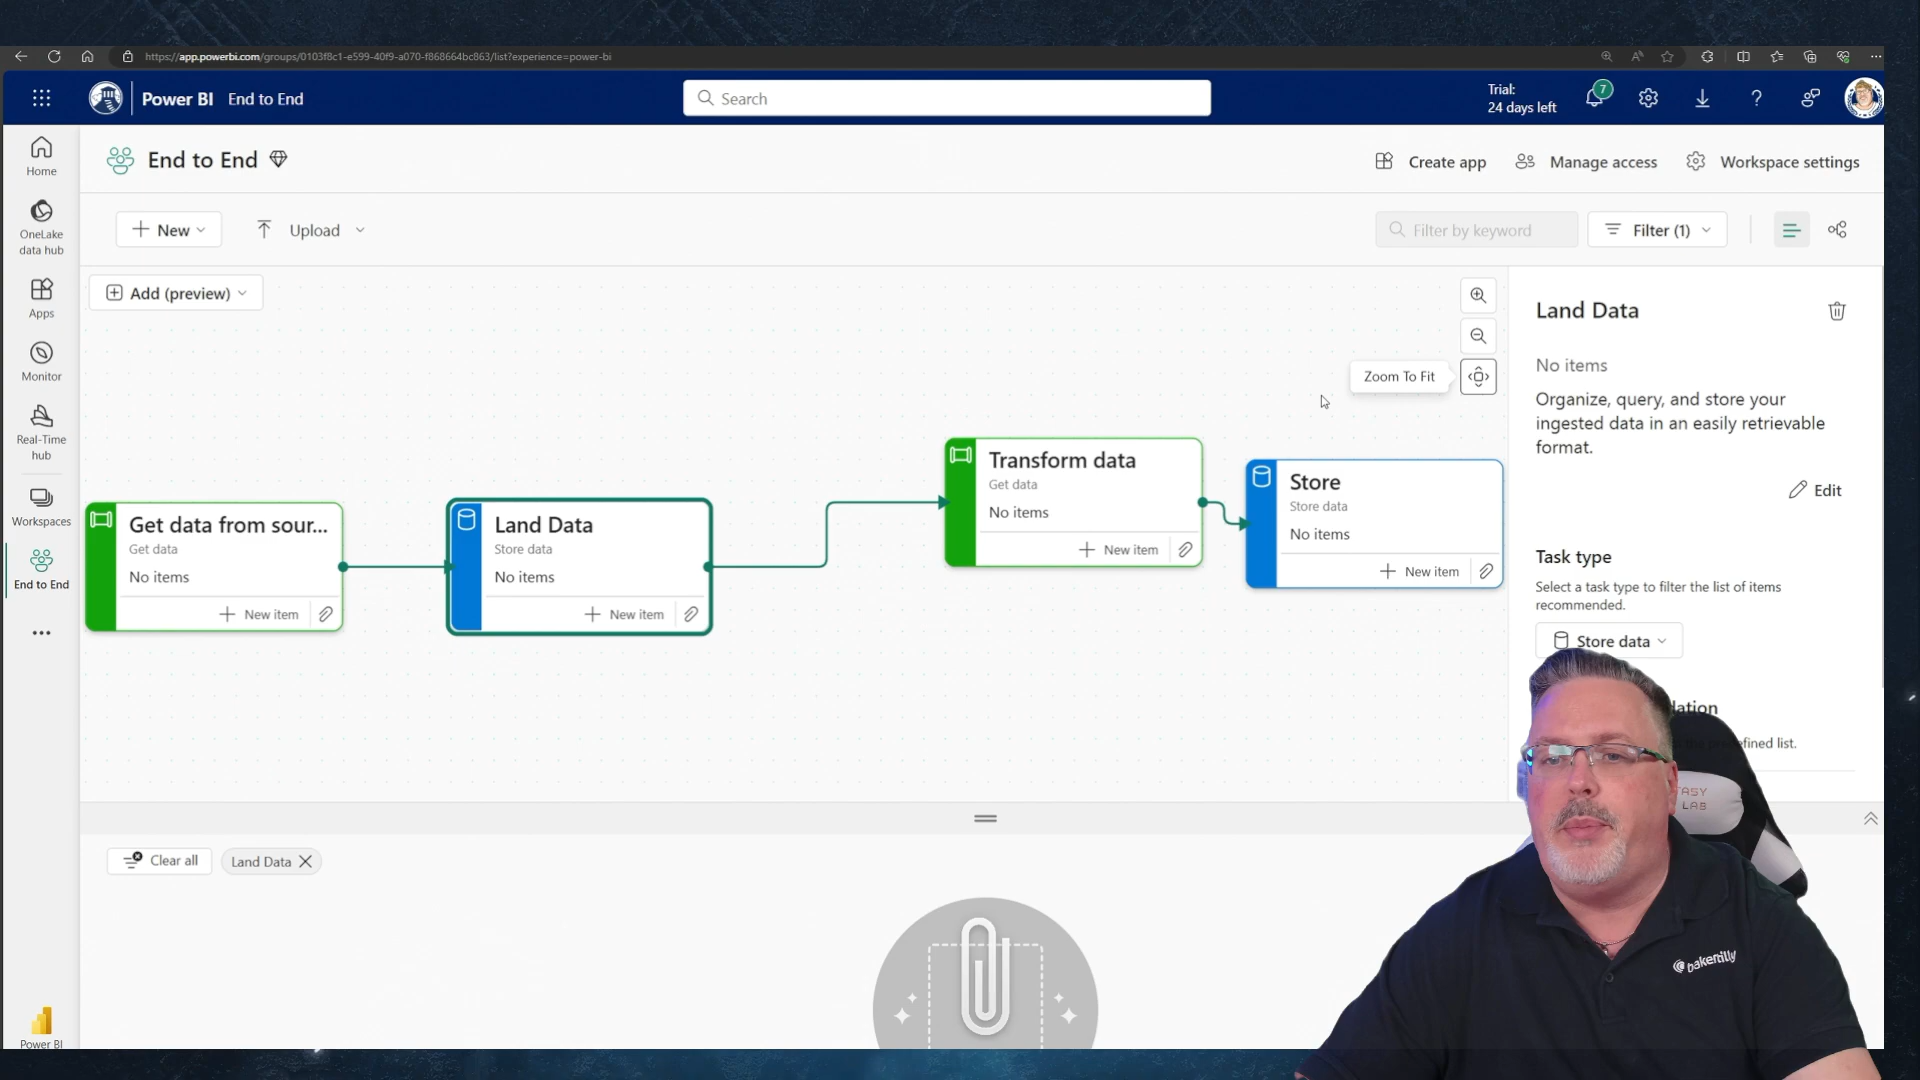 https://app.powerbi.com/groups/0103f8c1-e599-40f9-a070-f868664bc863/list?experience=power-bi
Power BI End to End
Search
Trial:
24 days left
7
Home
OneLake
data hub
Apps
Monitor
Real-Time
hub
Workspaces
End to End
Power BI
End to End
Create app
Manage access
Workspace settings
New
Upload
Filter by keyword
Filter (1)
Add (preview)
Zoom To Fit
Get data from sour...
Get data
No items
New item
Land Data
Store data
No items
New item
Transform data
Get data
No items
New item
Store
Store data
No items
New item
Land Data
No items
Organize, query, and store your
ingested data in an easily retrievable
format.
Edit
Task type
Select a task type to filter the list of items
recommended.
Store data
dation
efined list.
Clear all
Land Data
ASY
LAB
bakertilly